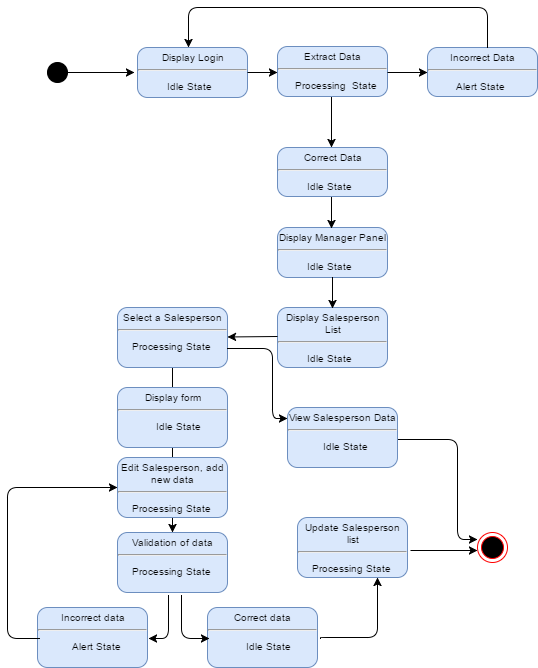 Display Login
Idle State
Extract Data
Processing  State
Incorrect Data
Alert State
Correct Data
Idle State
Display Manager Panel
Idle State
Display Salesperson
List
Idle State
Select a Salesperson
Processing State
Display form
Idle State
View Salesperson Data
Idle State
Edit Salesperson, add
new data
Processing State
Validation of data
Processing State
Update Salesperson
list
Processing State
Incorrect data
Alert State
Correct data
Idle State